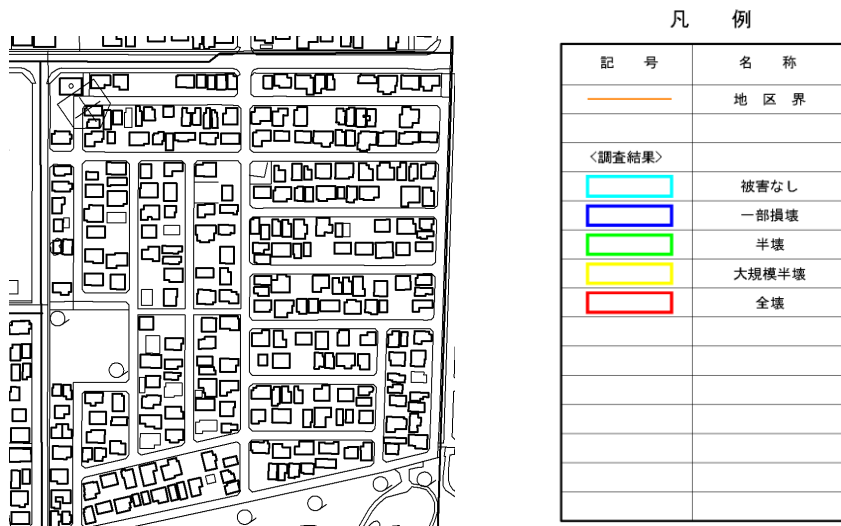 凡 例
記 号 名 称
地 区 界
<調査結果>
被害なし
一部損壊
半壊
大規模半壊
全壊